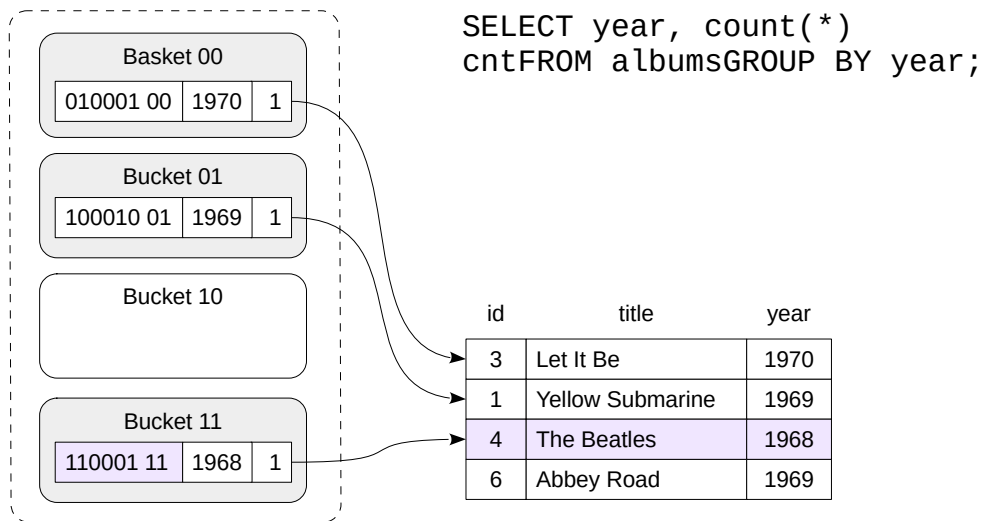 SELECT year, count(*)
cntFROM albumsGROUP BY year;
Basket 00
010001 00 1970 1
Bucket 01
100010 01 1969 1
Bucket 10
Bucket 11
110001 11 1968 1
id title year
3 Let It Be 1970
1 Yellow Submarine 1969
4 The Beatles 1968
6 Abbey Road 1969